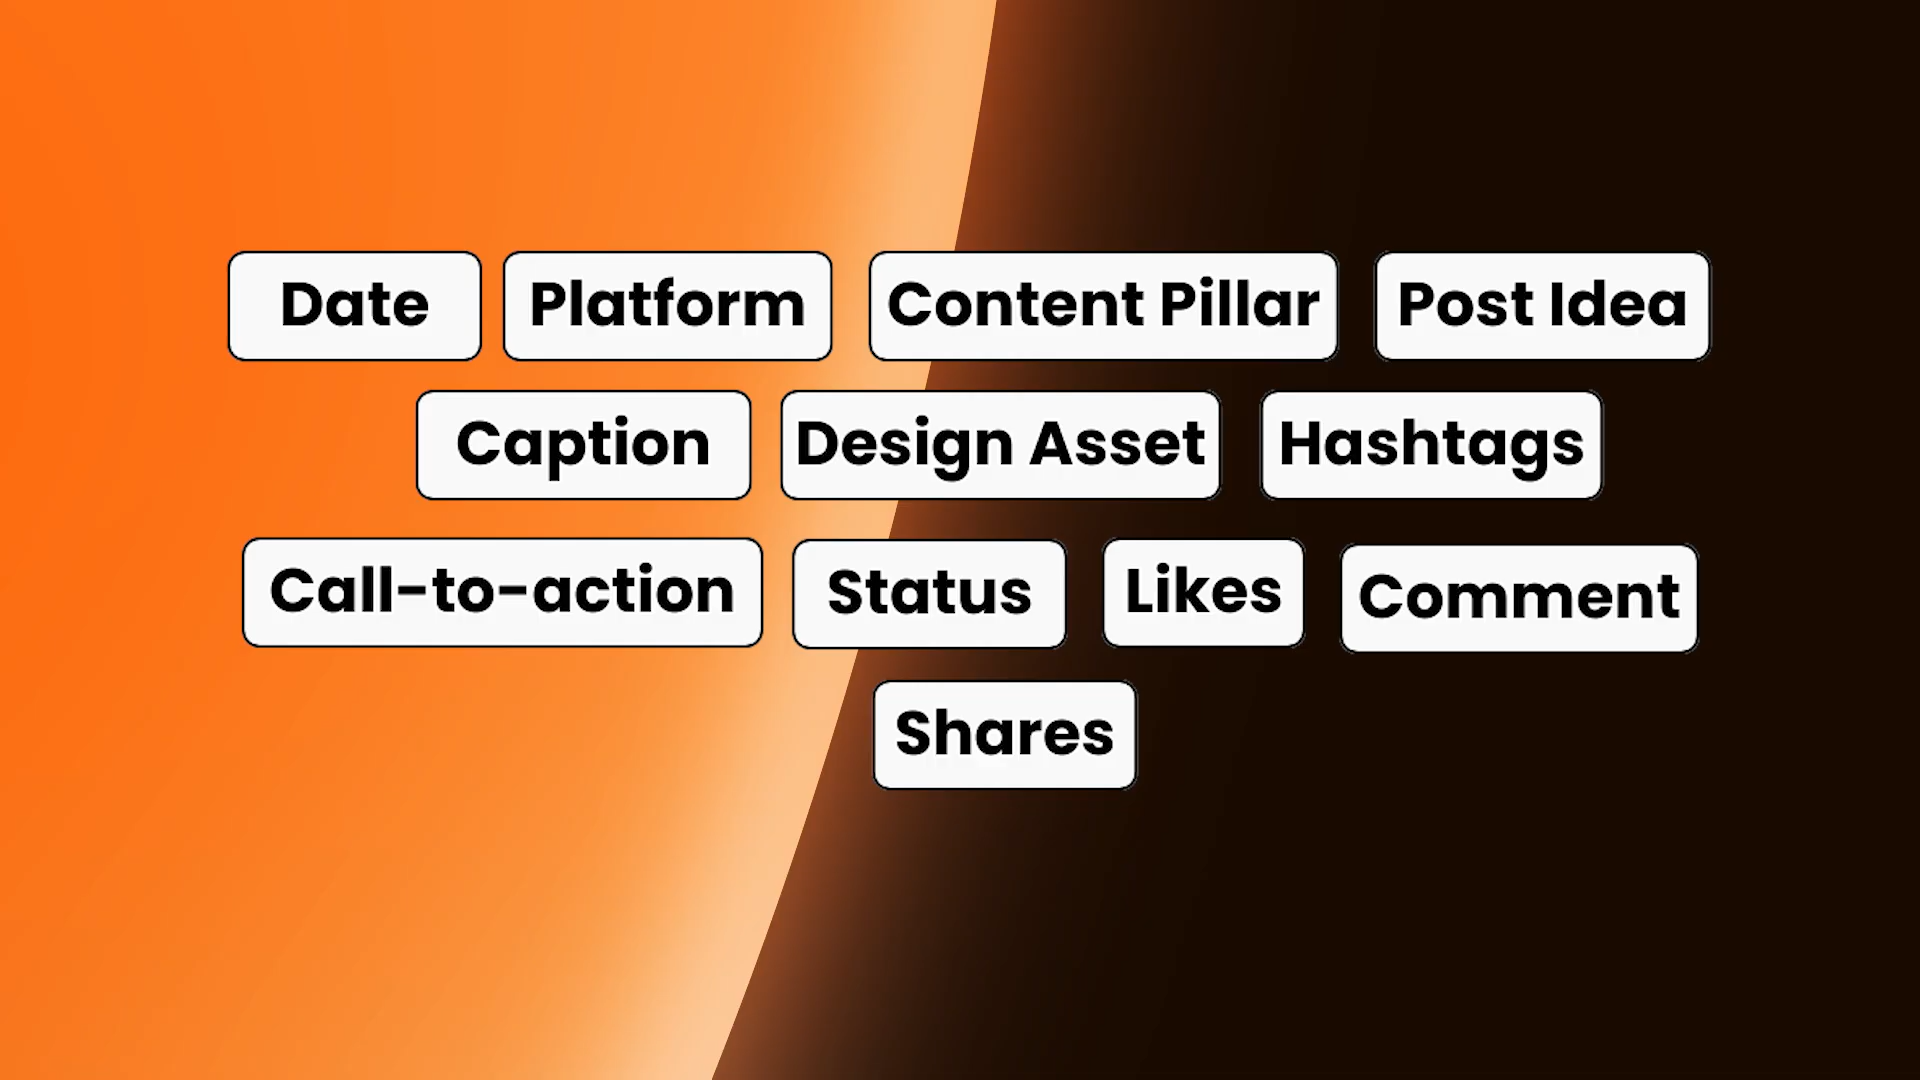 Date Platform Content Pillar Post Idea
Caption Design Asset Hashtags
Call-to-action Status Likes Comment
Shares